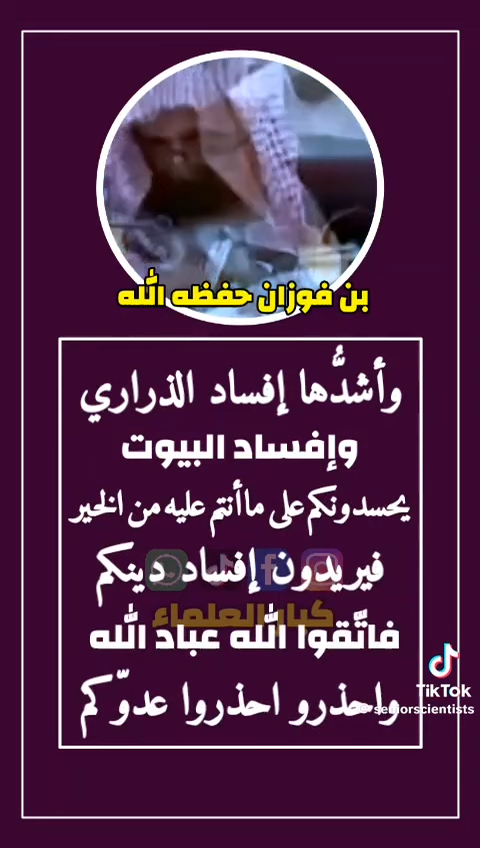 بن فوزان حفظه الله
وأشدُّها إفساد الذراري
وإفساد البيوت
يحسدونكم على ما أنتم عليه من الخير
فيريدون إفساد دينكم
كبار العلماء
فاتَّقوا الله عباد الله
واحذرو احذروا عدوّكم
TikTok
seniorscientists